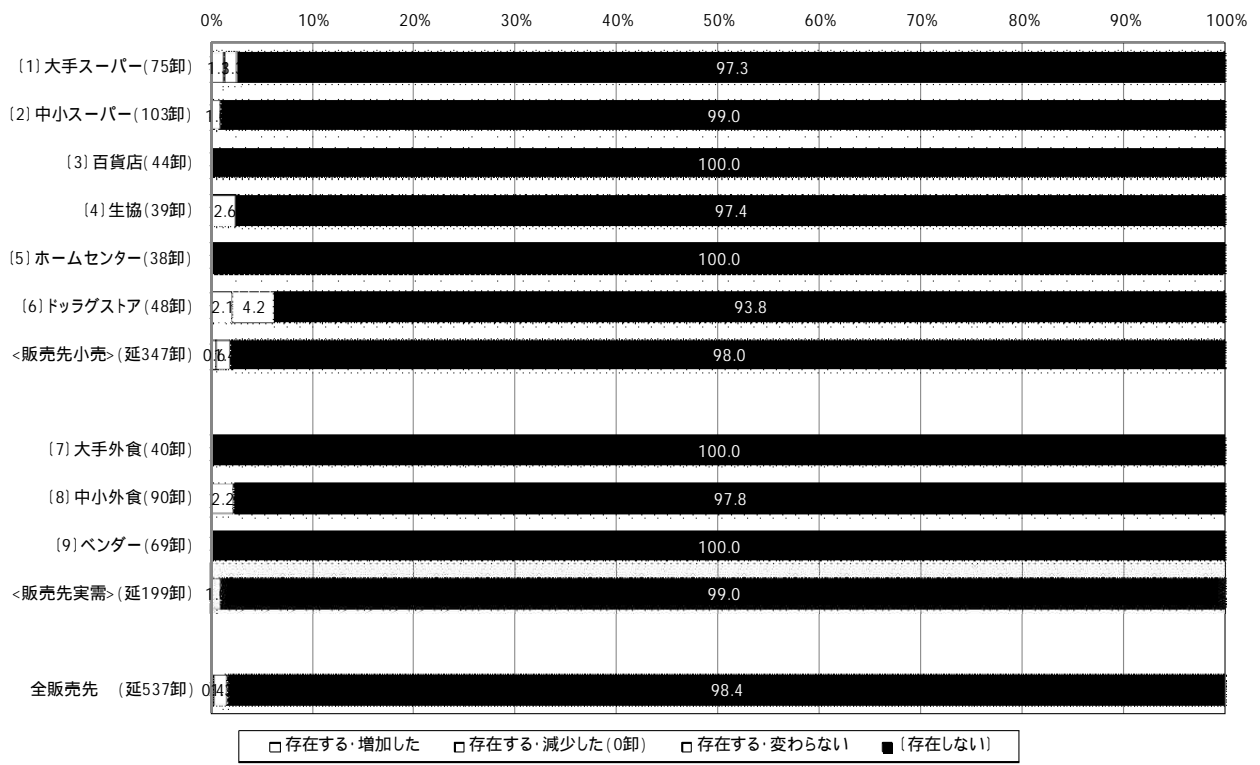 0% 10% 20% 30% 40% 50% 60% 70% 80% 90% 100%
〔1〕大手スーパー(75卸) 97.3
〔2〕中小スーパー(103卸) 99.0
〔3〕百貨店(44卸) 100.0
〔4〕生協(39卸) 2.6 97.4
〔5〕ホームセンター(38卸) 100.0
〔6〕ドッラグストア(48卸) 2.1 4.2 93.8
<販売先小売>(延347卸) 98.0
〔7〕大手外食(40卸) 100.0
〔8〕中小外食(90卸) 2.2 97.8
〔9〕ベンダー(69卸) 100.0
<販売先実需>(延199卸) 99.0
全販売先 (延537卸) 98.4
□存在する・増加した □存在する・減少した(0卸) □存在する・変わらない ■〔存在しない〕